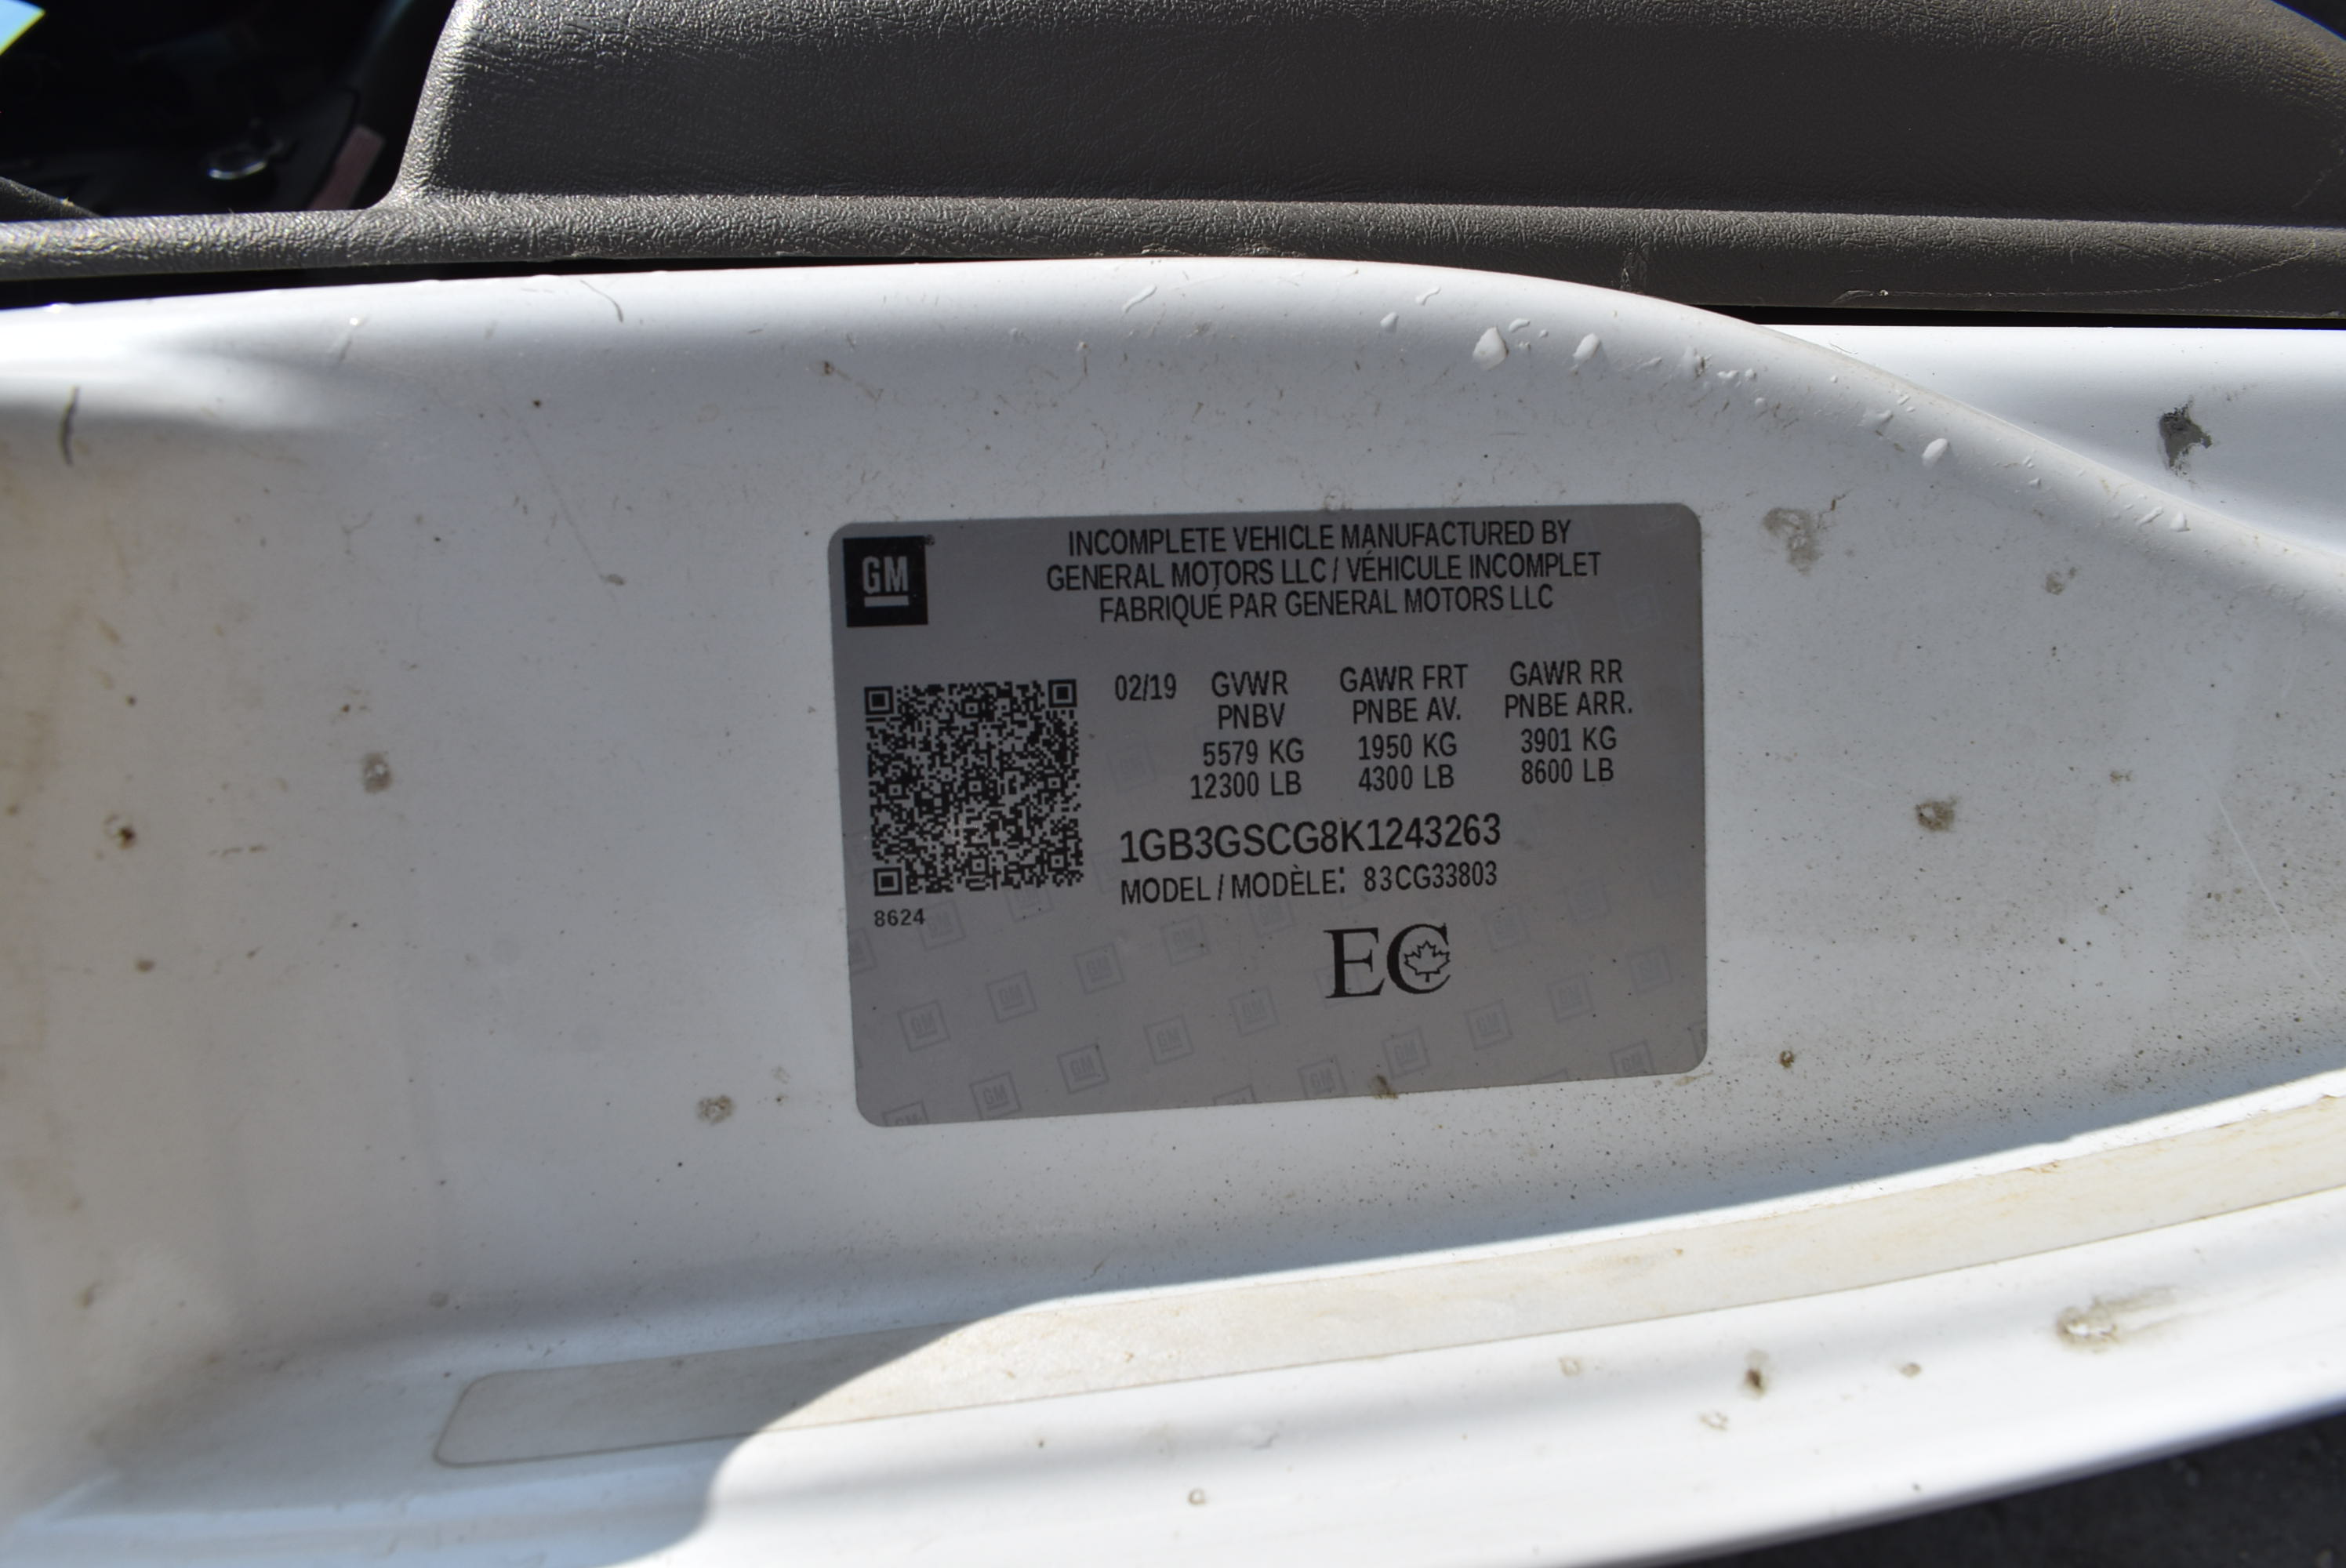 GM
INCOMPLETE VEHICLE MANUFACTURED BY
GENERAL MOTORS LLC / VÉHICULE INCOMPLET
FABRIQUÉ PAR GENERAL MOTORS LLC
02/19 GVWR GAWR FRT GAWR RR
PNBV PNBE AV. PNBE ARR.
5579 KG 1950 KG 3901 KG
12300 LB 4300 LB 8600 LB
1GB3GSCG8K1243263
MODEL / MODÈLE: 83CG33803
8624
EC